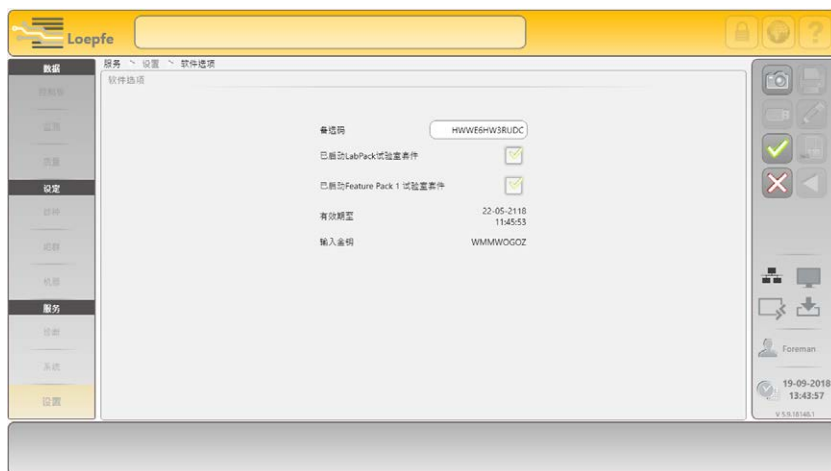 Loepfe
数据
服务 > 设置 > 软件选项
软件选项
设定
服务
系统
设置
备选码
HWWE6HW3RUDC
已启动LabPack试验室套件
已启动Feature Pack 1 试验室套件
有效期至
22-05-2118
11:45:53
输入金钥
WMMWOGOZ
Foreman
19-09-2018
13:43:57